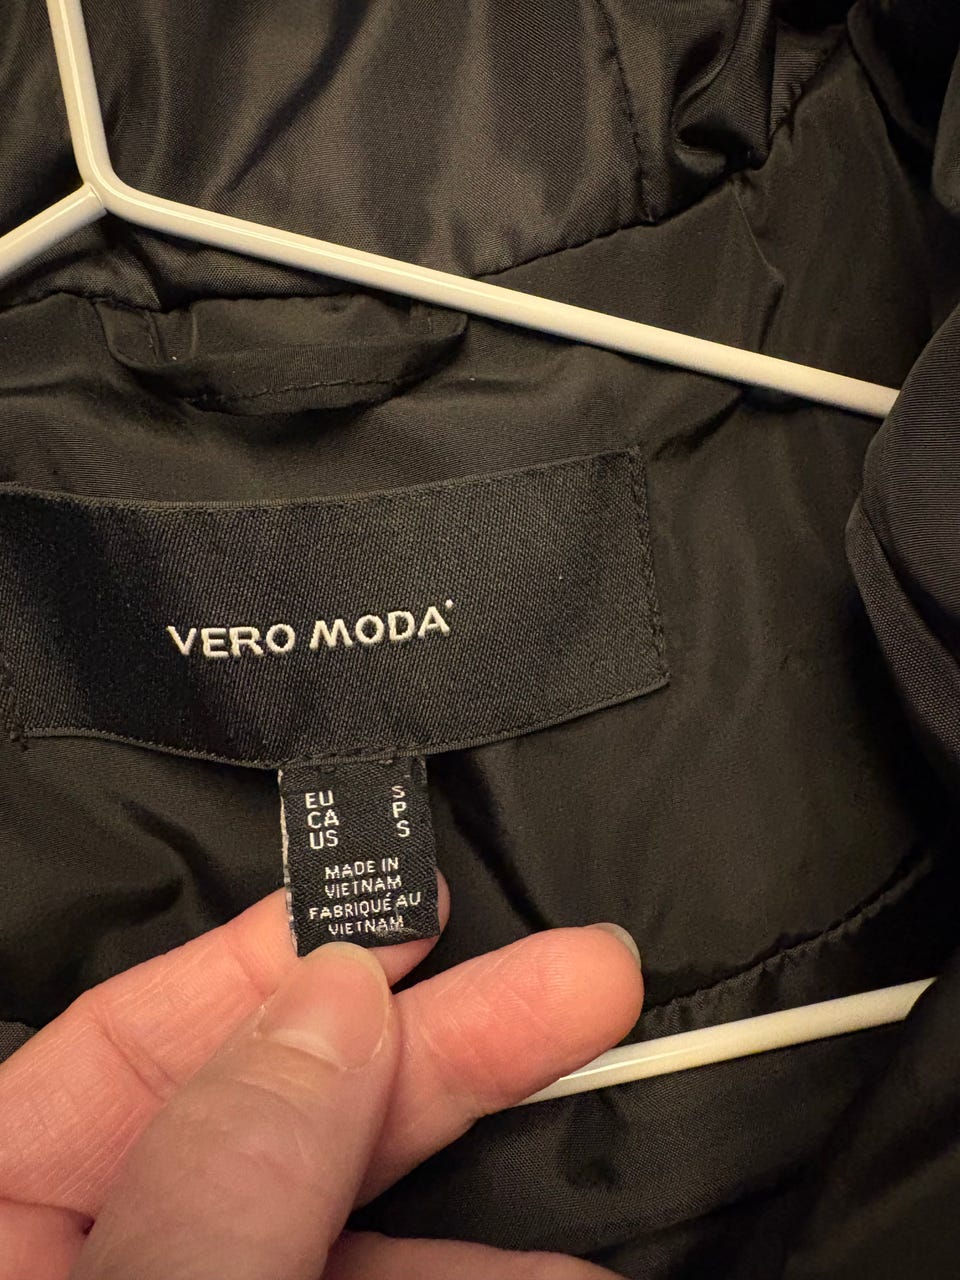 VERO MODA
EU S
CA P
US S
MADE IN
VIETNAM
FABRIQUÉ AU
VIETNAM